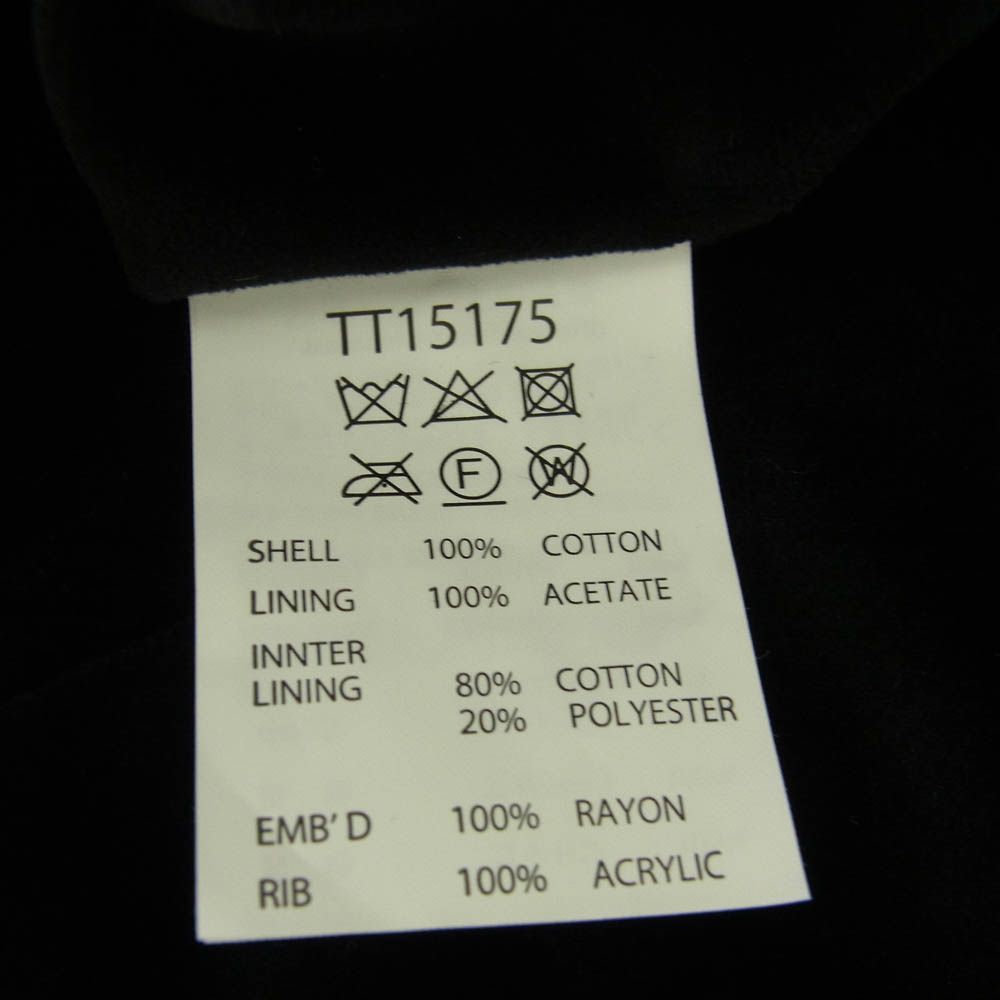 TT15175
F W
SHELL 100% COTTON
LINING 100% ACETATE
INNTER
LINING 80% COTTON
20% POLYESTER
EMB'D 100% RAYON
RIB 100% ACRYLIC